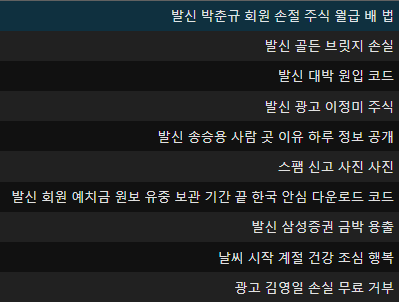 발신 박춘규 회원 손절 주식 월급 배 법
발신 골든 브릿지 손실
발신 대박 원입 코드
발신 광고 이정미 주식
발신 송승용 사람 곳 이유 하루 정보 공개
스팸 신고 사진 사진
발신 회원 예치금 원보 유중 보관 기간 끝 한국 안심 다운로드 코드
발신 삼성증권 금박 용출
날씨 시작 계절 건강 조심 행복
광고 김영일 손실 무료 거부